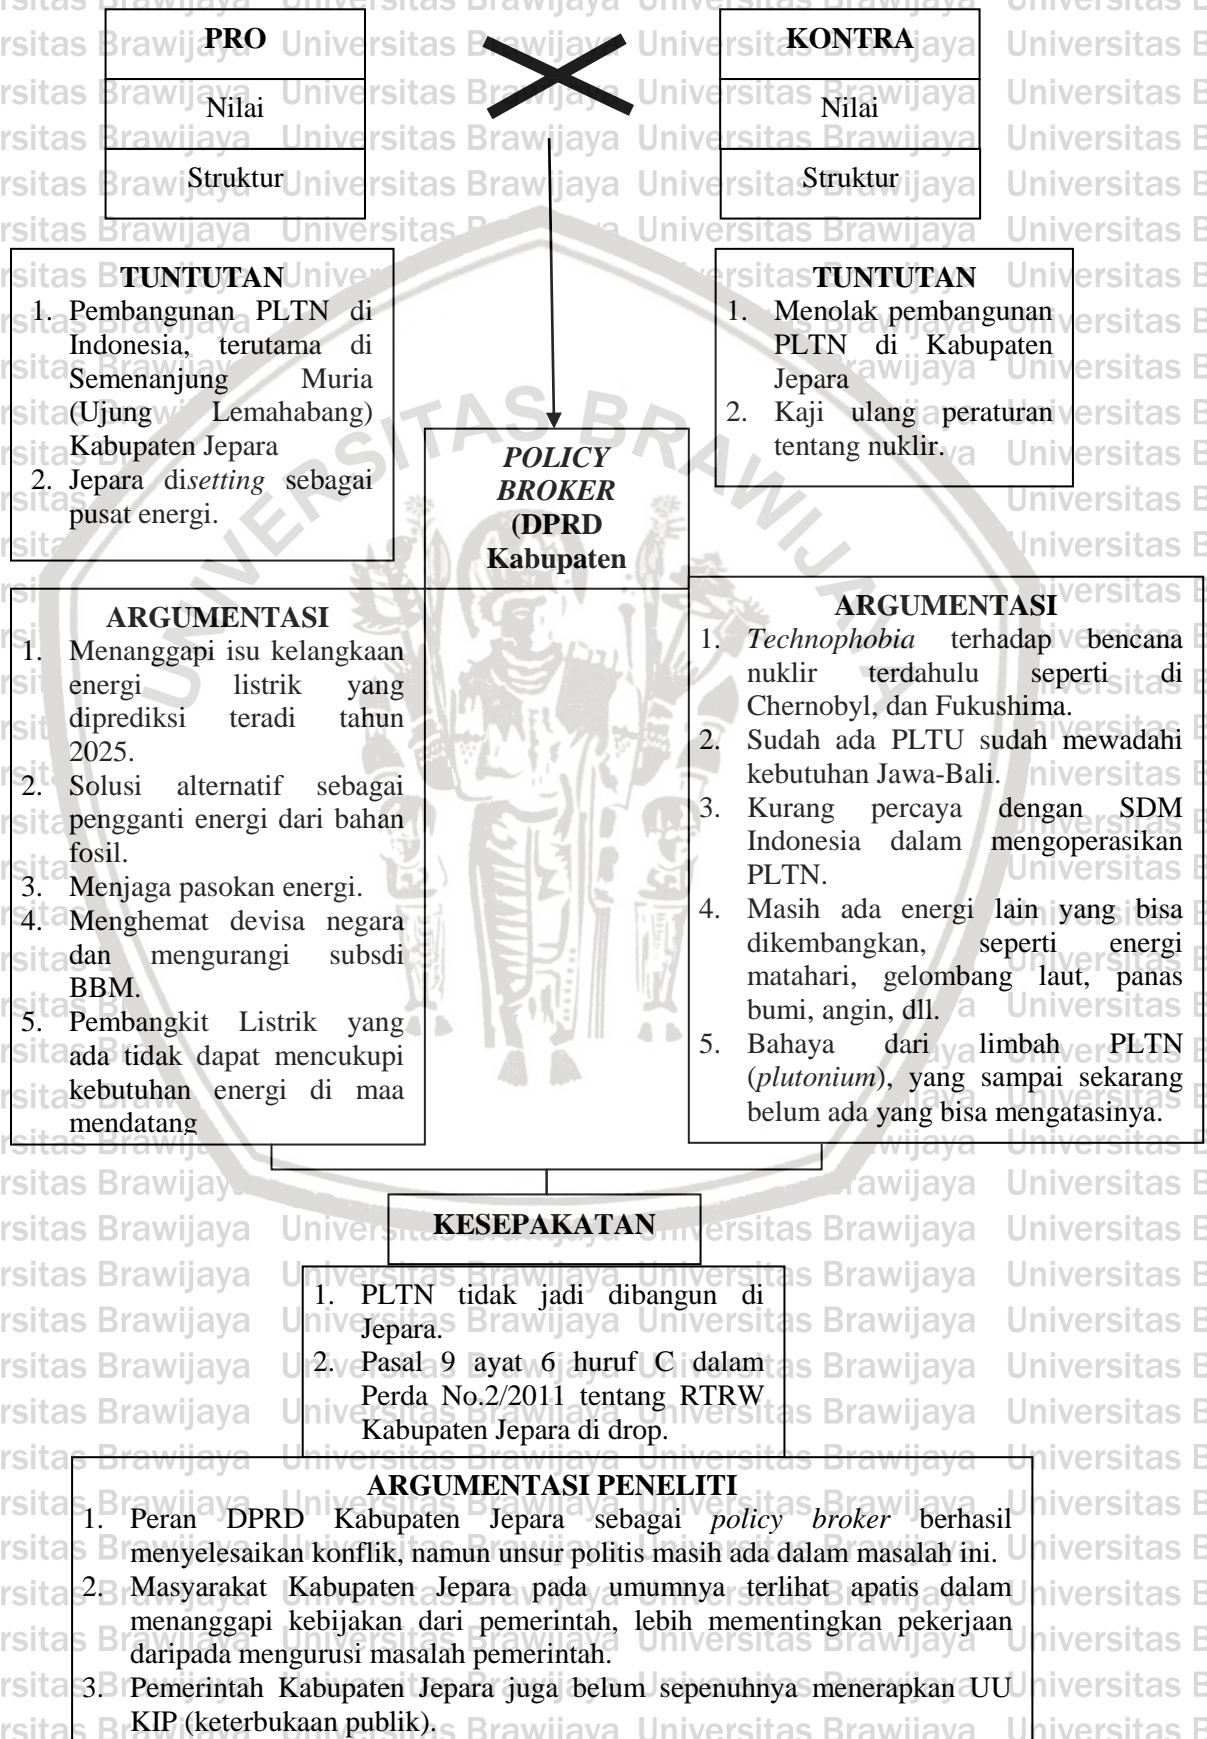 PRO
Nilai
Struktur
KONTRA
Nilai
Struktur
TUNTUTAN
1. Pembangunan PLTN di
Indonesia, terutama di
Semenanjung Muria
(Ujung Lemahabang)
Kabupaten Jepara
2. Jepara disetting sebagai
pusat energi.
TUNTUTAN
1. Menolak pembangunan
PLTN di Kabupaten
Jepara
2. Kaji ulang peraturan
tentang nuklir.
POLICY
BROKER
(DPRD
Kabupaten
ARGUMENTASI
1. Menanggapi isu kelangkaan
energi listrik yang
diprediksi teradi tahun
2025.
2. Solusi alternatif sebagai
pengganti energi dari bahan
fosil.
3. Menjaga pasokan energi.
4. Menghemat devisa negara
dan mengurangi subsdi
BBM.
5. Pembangkit Listrik yang
ada tidak dapat mencukupi
kebutuhan energi di maa
mendatang
ARGUMENTASI
1. Technophobia terhadap bencana
nuklir terdahulu seperti di
Chernobyl, dan Fukushima.
2. Sudah ada PLTU sudah mewadahi
kebutuhan Jawa-Bali.
3. Kurang percaya dengan SDM
Indonesia dalam mengoperasikan
PLTN.
4. Masih ada energi lain yang bisa
dikembangkan, seperti energi
matahari, gelombang laut, panas
bumi, angin, dll.
5. Bahaya dari limbah PLTN
(plutonium), yang sampai sekarang
belum ada yang bisa mengatasinya.
KESEPAKATAN
1. PLTN tidak jadi dibangun di
Jepara.
2. Pasal 9 ayat 6 huruf C dalam
Perda No.2/2011 tentang RTRW
Kabupaten Jepara di drop.
ARGUMENTASI PENELITI
1. Peran DPRD Kabupaten Jepara sebagai policy broker berhasil
menyelesaikan konflik, namun unsur politis masih ada dalam masalah ini.
2. Masyarakat Kabupaten Jepara pada umumnya terlihat apatis dalam
menanggapi kebijakan dari pemerintah, lebih mementingkan pekerjaan
daripada mengurusi masalah pemerintah.
3. Pemerintah Kabupaten Jepara juga belum sepenuhnya menerapkan UU
KIP (keterbukaan publik).
UNIVERSITAS BRAWIJAYA
Universitas Brawijaya